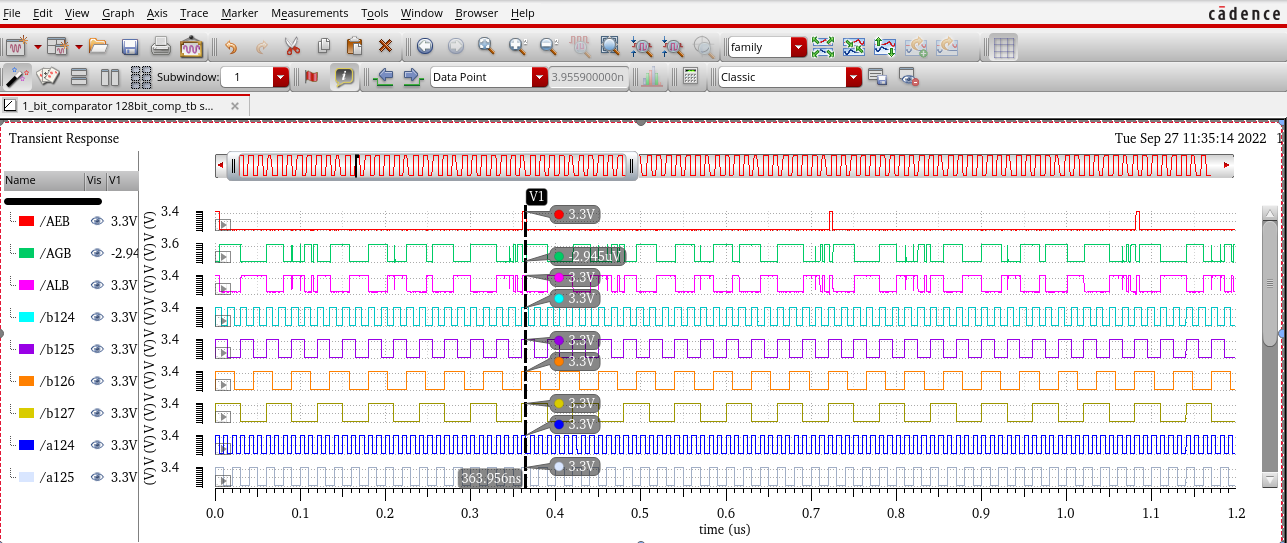 File Edit View Graph Axis Trace Marker Measurements Tools Window Browser Help
cādence
family
Subwindow: 1 Data Point 3.955900000n Classic
1_bit_comparator 128bit_comp_tb s...
Transient Response Tue Sep 27 11:35:14 2022 1
Name Vis V1
V1
/AEB 3.3V 3.4 (V) 3.3V
/AGB -2.94 3.6 (V) -2.945uV
/ALB 3.3V 3.4 (V) 3.3V
/b124 3.3V 3.4 (V) 3.3V
/b125 3.3V 3.4 (V) 3.3V
/b126 3.3V 3.4 (V) 3.3V
/b127 3.3V 3.4 (V) 3.3V
/a124 3.3V 3.4 (V) 3.3V
/a125 3.3V 3.4 (V) 3.3V
363.956ns
0.0 0.1 0.2 0.3 0.4 0.5 0.6 0.7 0.8 0.9 1.0 1.1 1.2
time (us)